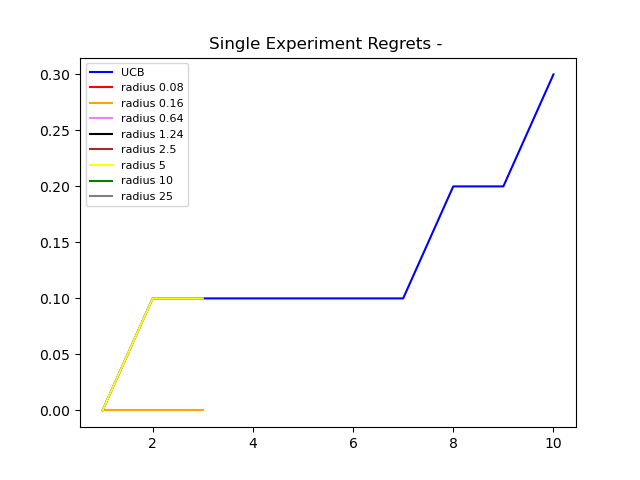 Single Experiment Regrets -
0.30
0.25
0.20
0.15
0.10
0.05
0.00
UCB
radius 0.08
radius 0.16
radius 0.64
radius 1.24
radius 2.5
radius 5
radius 10
radius 25
2 4 6 8 10